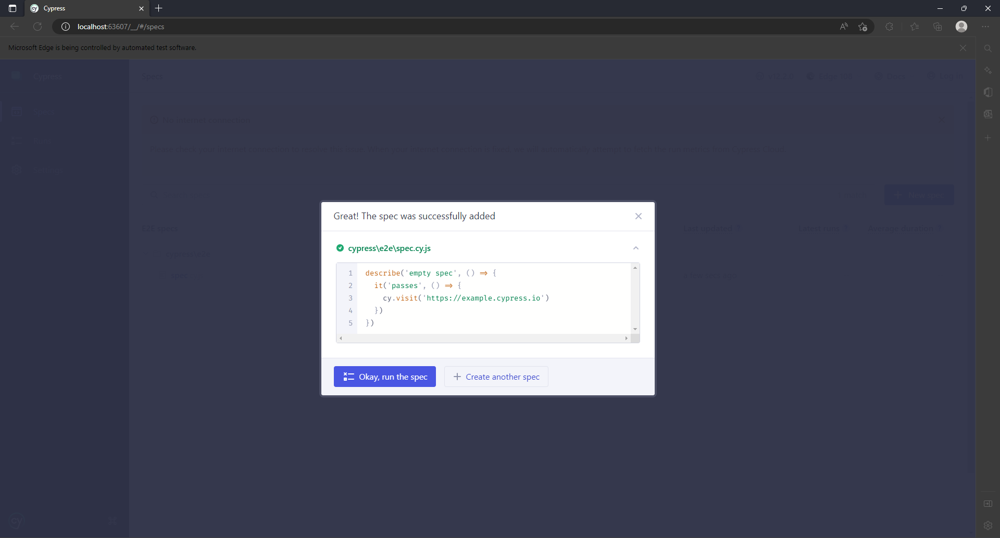 Cypress
localhost:63607/__/#/specs
Microsoft Edge is being controlled by automated test software.
Cypress
Specs
Specs
No internet connection
Runs
Please check your internet connection to resolve this issue. When your internet connection is fixed, we will automatically attempt to fetch the run metrics from Cypress Cloud.
Settings
New spec
Great! The spec was successfully added
E2E specs
Last updated
Latest runs
Average duration
cypress\e2e\spec.cy.js
cypress\e2e
1 describe('empty spec', () => {
spec
2 it('passes', () => {
3 cy.visit('https://example.cypress.io')
4 })
5 })
Okay, run the spec
Create another spec
cy